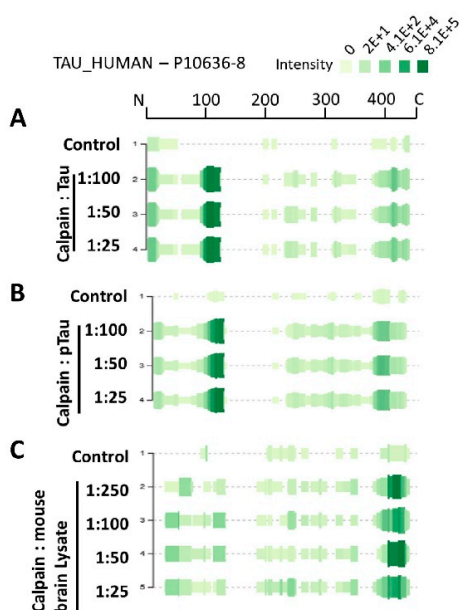 TAU_HUMAN – P10636-8 Intensity 0 2E+1 4.1E+2 6.1E+4 8.1E+5
N 100 200 300 400 C
A
Control 1
1:100 2
1:50 3
1:25 4
Calpain : Tau
B
Control 1
1:100 2
1:50 3
1:25 4
Calpain : pTau
C
Control 1
1:250 2
1:100 3
1:50 4
1:25 5
Calpain : mouse
brain Lysate